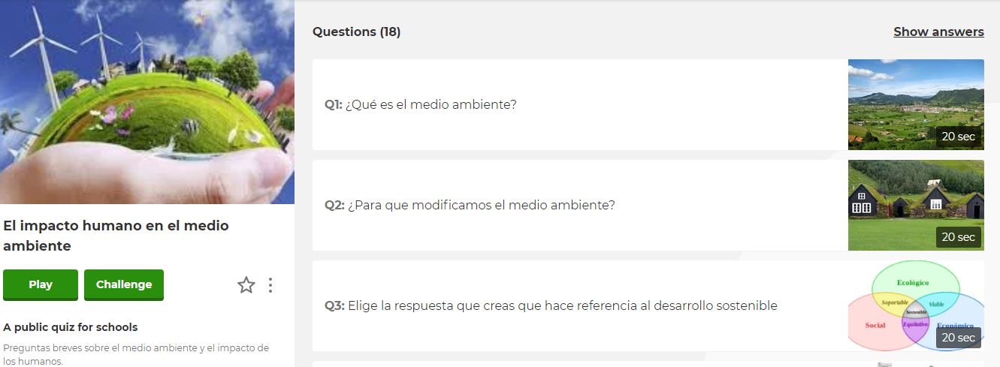 El impacto humano en el medio
ambiente
Play
Challenge
A public quiz for schools
Preguntas breves sobre el medio ambiente y el impacto de
los humanos.
Questions (18)
Show answers
Q1: ¿Qué es el medio ambiente?
20 sec
Q2: ¿Para que modificamos el medio ambiente?
20 sec
Q3: Elige la respuesta que creas que hace referencia al desarrollo sostenible
Ecológico
Soportable
Viable
Sostenible
Social
Equitativo
Económico
20 sec